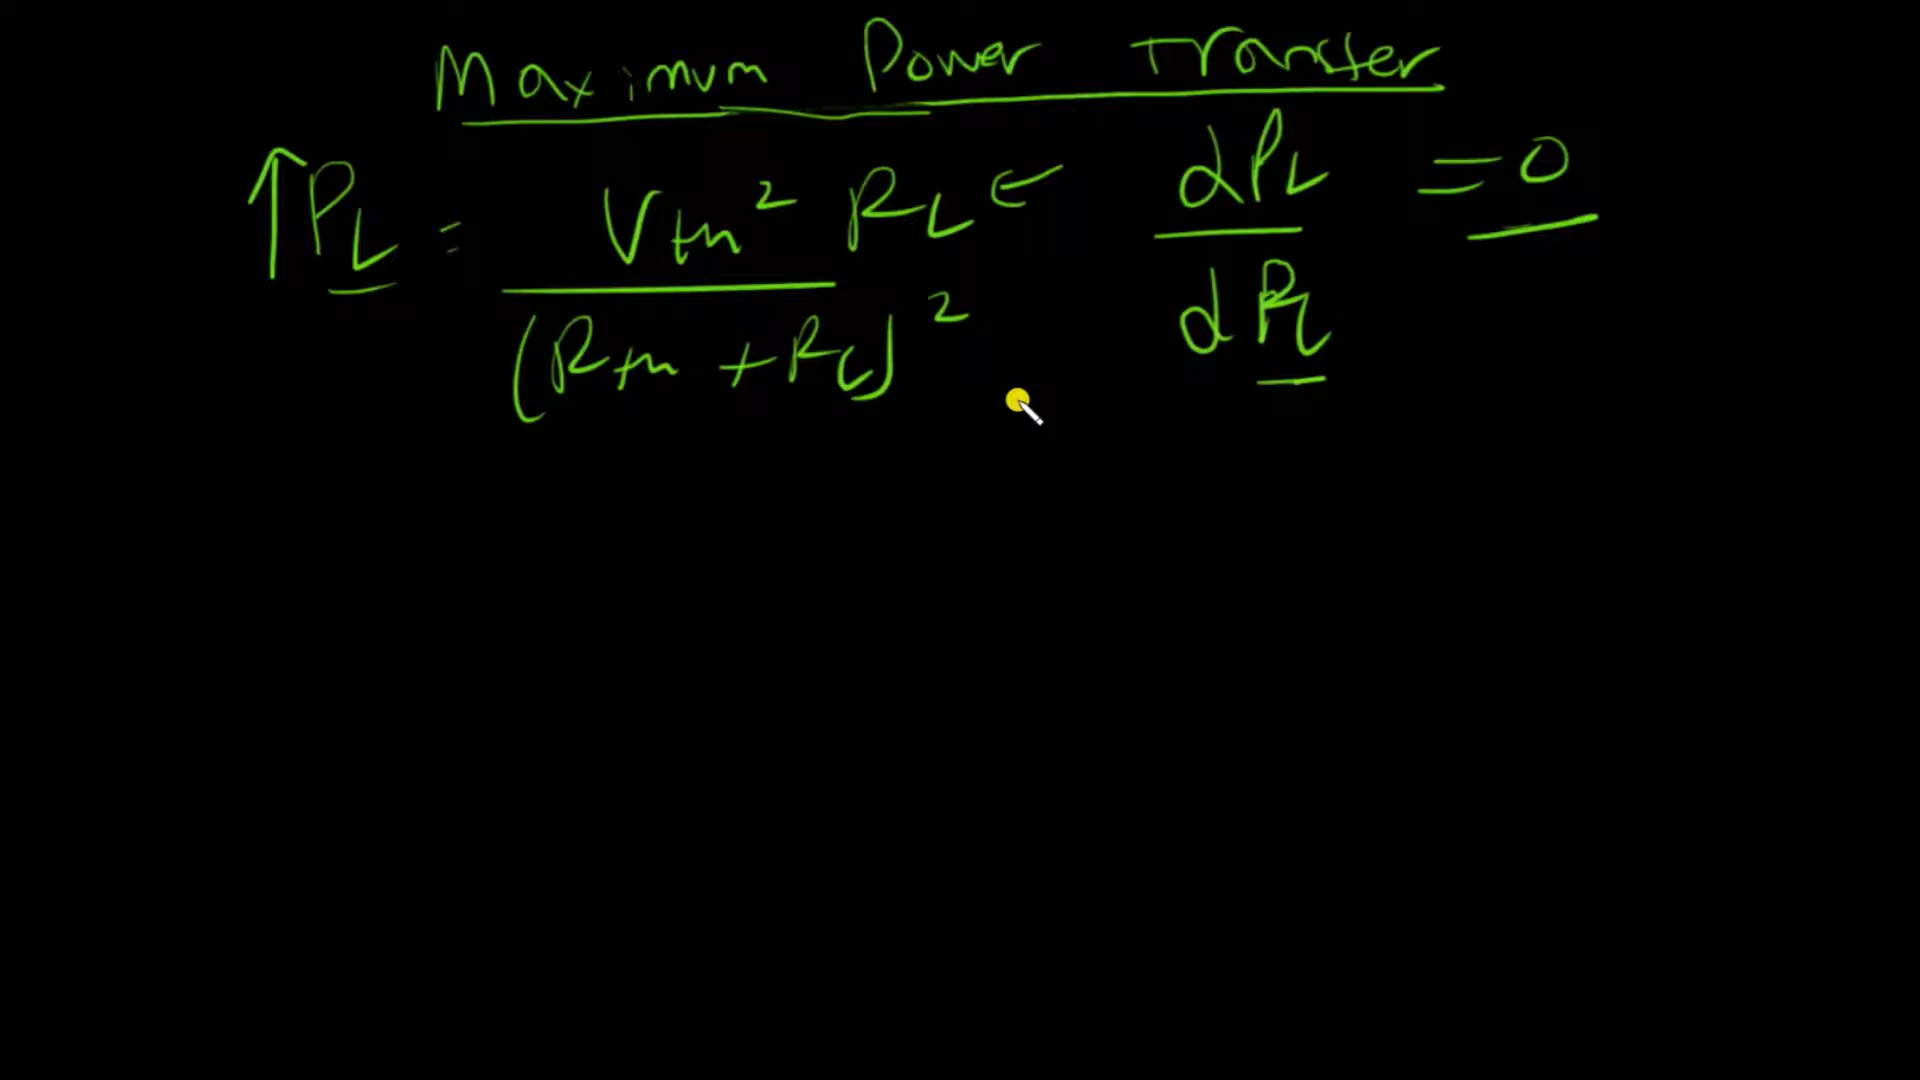 Maximum Power Transfer
↑PL = Vth² RL ← dPL = 0
(Rth + RL)² dRL